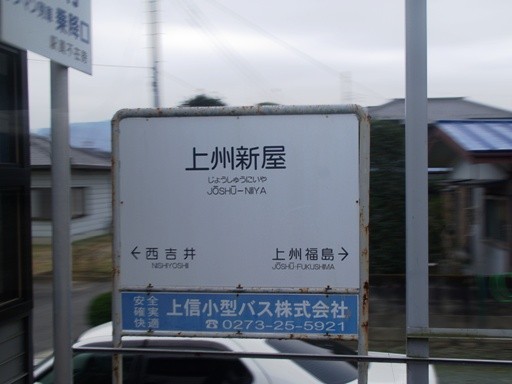 乗降口
上州新屋
じょうしゅうにいや
JŌSHŪ-NIIYA
←西吉井
NISHIYOSHII
上州福島→
JŌSHŪ-FUKUSHIMA
安全
確実
快適
上信小型バス株式会社
☎0273-25-5921